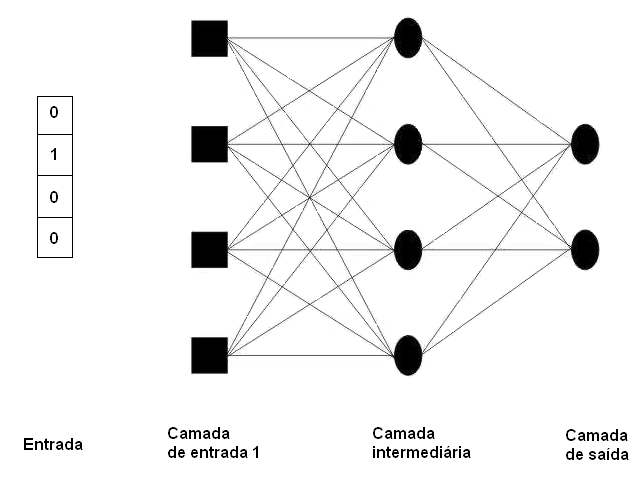 0
1
0
0
Entrada
Camada
de entrada 1
Camada
intermediária
Camada
de saída